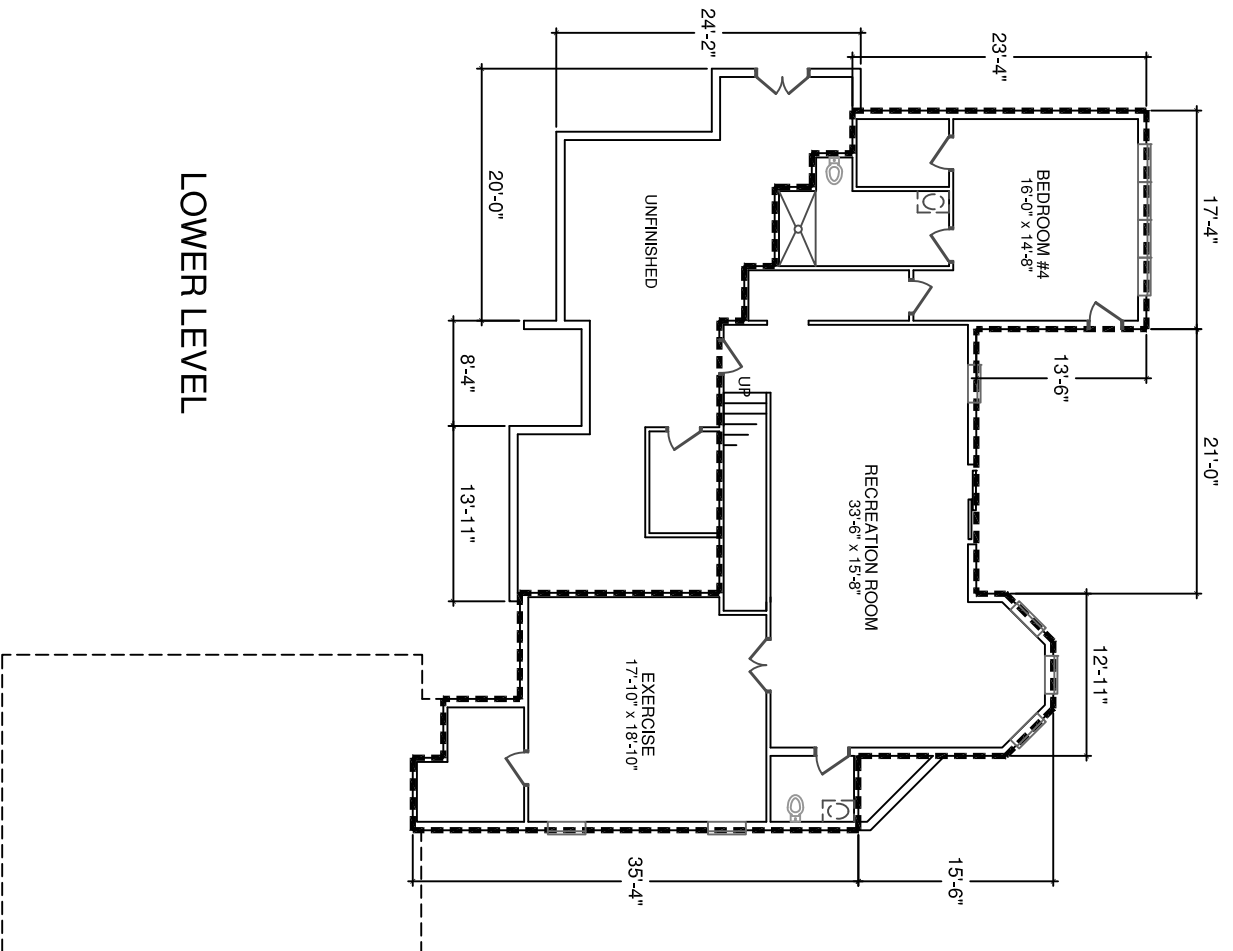 17'-4"
21'-0"
23'-4"
13'-6"
12'-11"
15'-6"
BEDROOM #4
16'-0" x 14'-8"
RECREATION ROOM
33'-6" x 15'-8"
UP
24'-2"
UNFINISHED
EXERCISE
17'-10" x 18'-10"
35'-4"
20'-0"
8'-4"
13'-11"
LOWER LEVEL